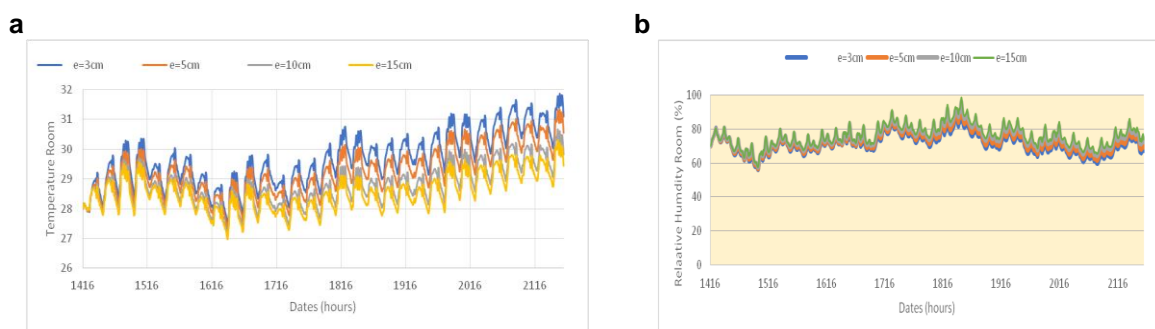 a
e=3cm e=5cm e=10cm e=15cm
Temperature Room
32
31
30
29
28
27
26
1416 1516 1616 1716 1816 1916 2016 2116
Dates (hours)
b
e=3cm e=5cm e=10cm e=15cm
Relaative Humidity Room (%)
100
80
60
40
20
0
1416 1516 1616 1716 1816 1916 2016 2116
Dates (hours)